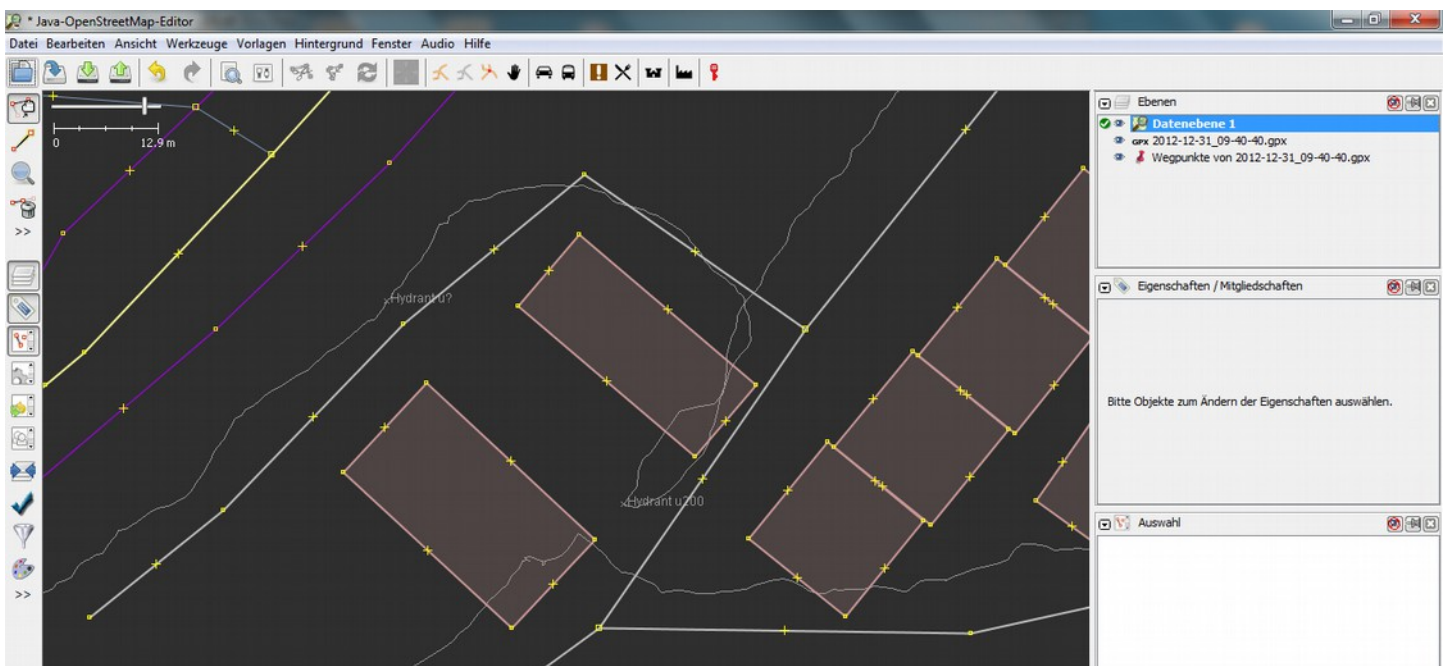 * Java-OpenStreetMap-Editor
Datei Bearbeiten Ansicht Werkzeuge Vorlagen Hintergrund Fenster Audio Hilfe
0 12.9 m
>>
Hydrant u?
Hydrant u200
>>
Ebenen
Datenebene 1
GPX 2012-12-31_09-40-40.gpx
Wegpunkte von 2012-12-31_09-40-40.gpx
Eigenschaften / Mitgliedschaften
Bitte Objekte zum Ändern der Eigenschaften auswählen.
Auswahl